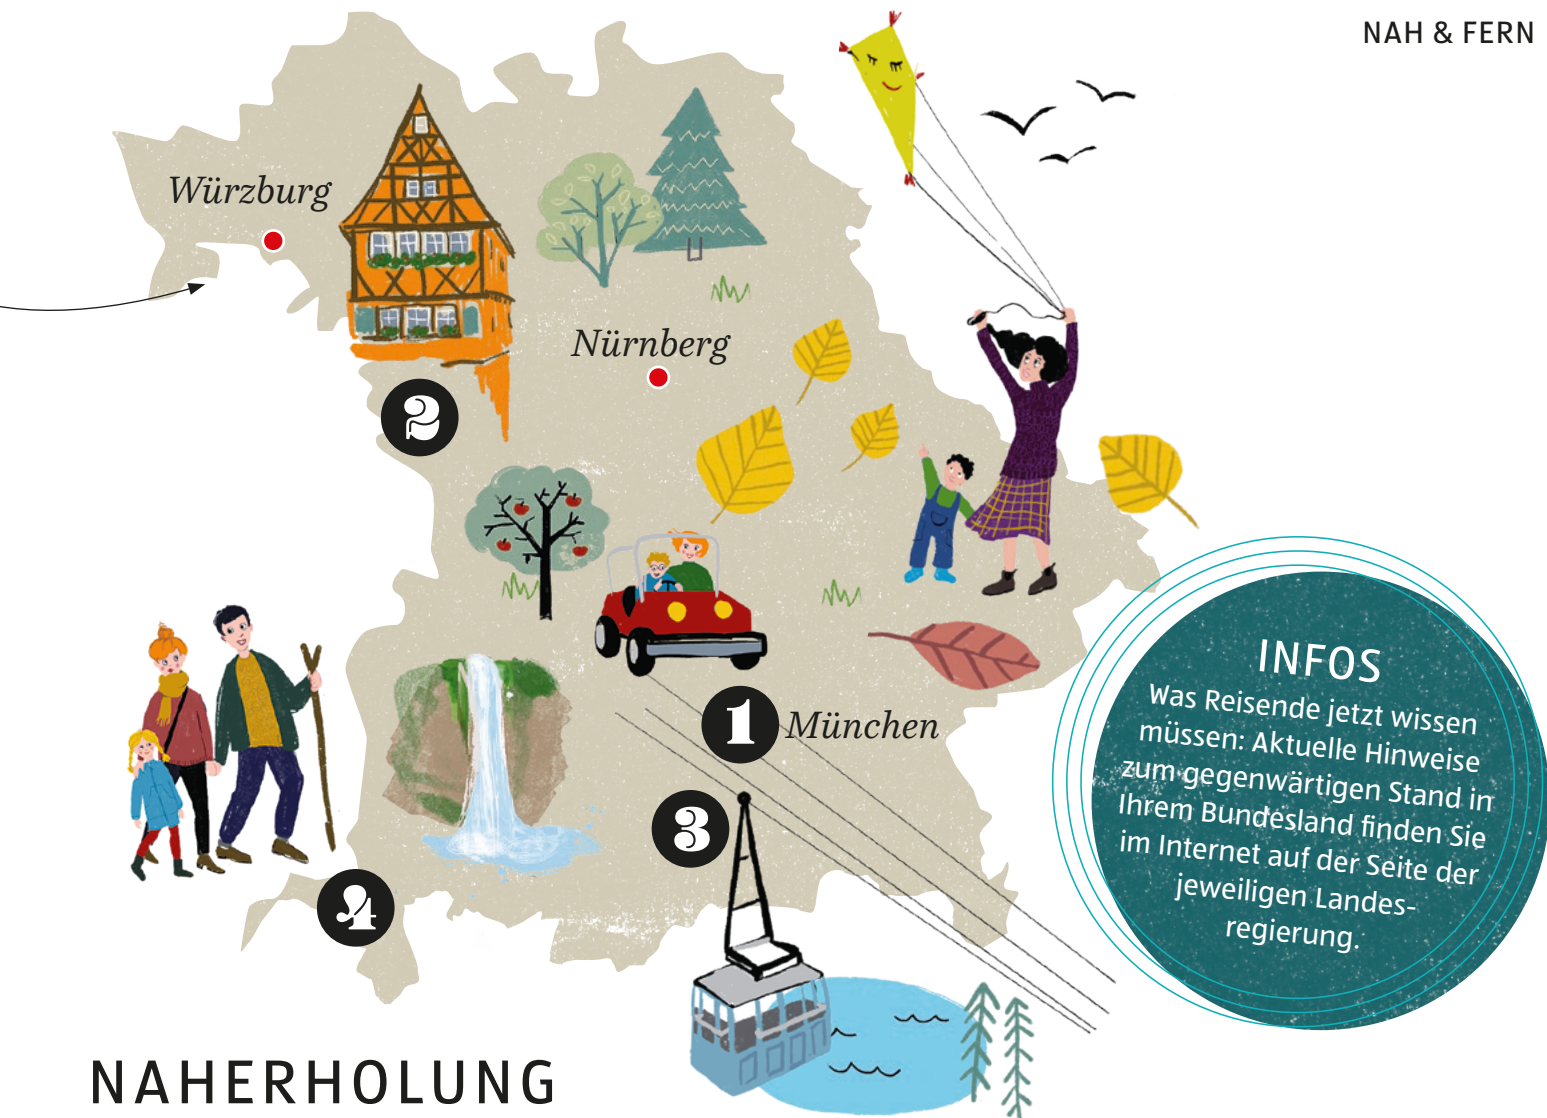 NAH & FERN
Würzburg
Nürnberg
2
1 München
3
4
INFOS
Was Reisende jetzt wissen
müssen: Aktuelle Hinweise
zum gegenwärtigen Stand in
Ihrem Bundesland finden Sie
im Internet auf der Seite der
jeweiligen Landes-
regierung.
NAHERHOLUNG